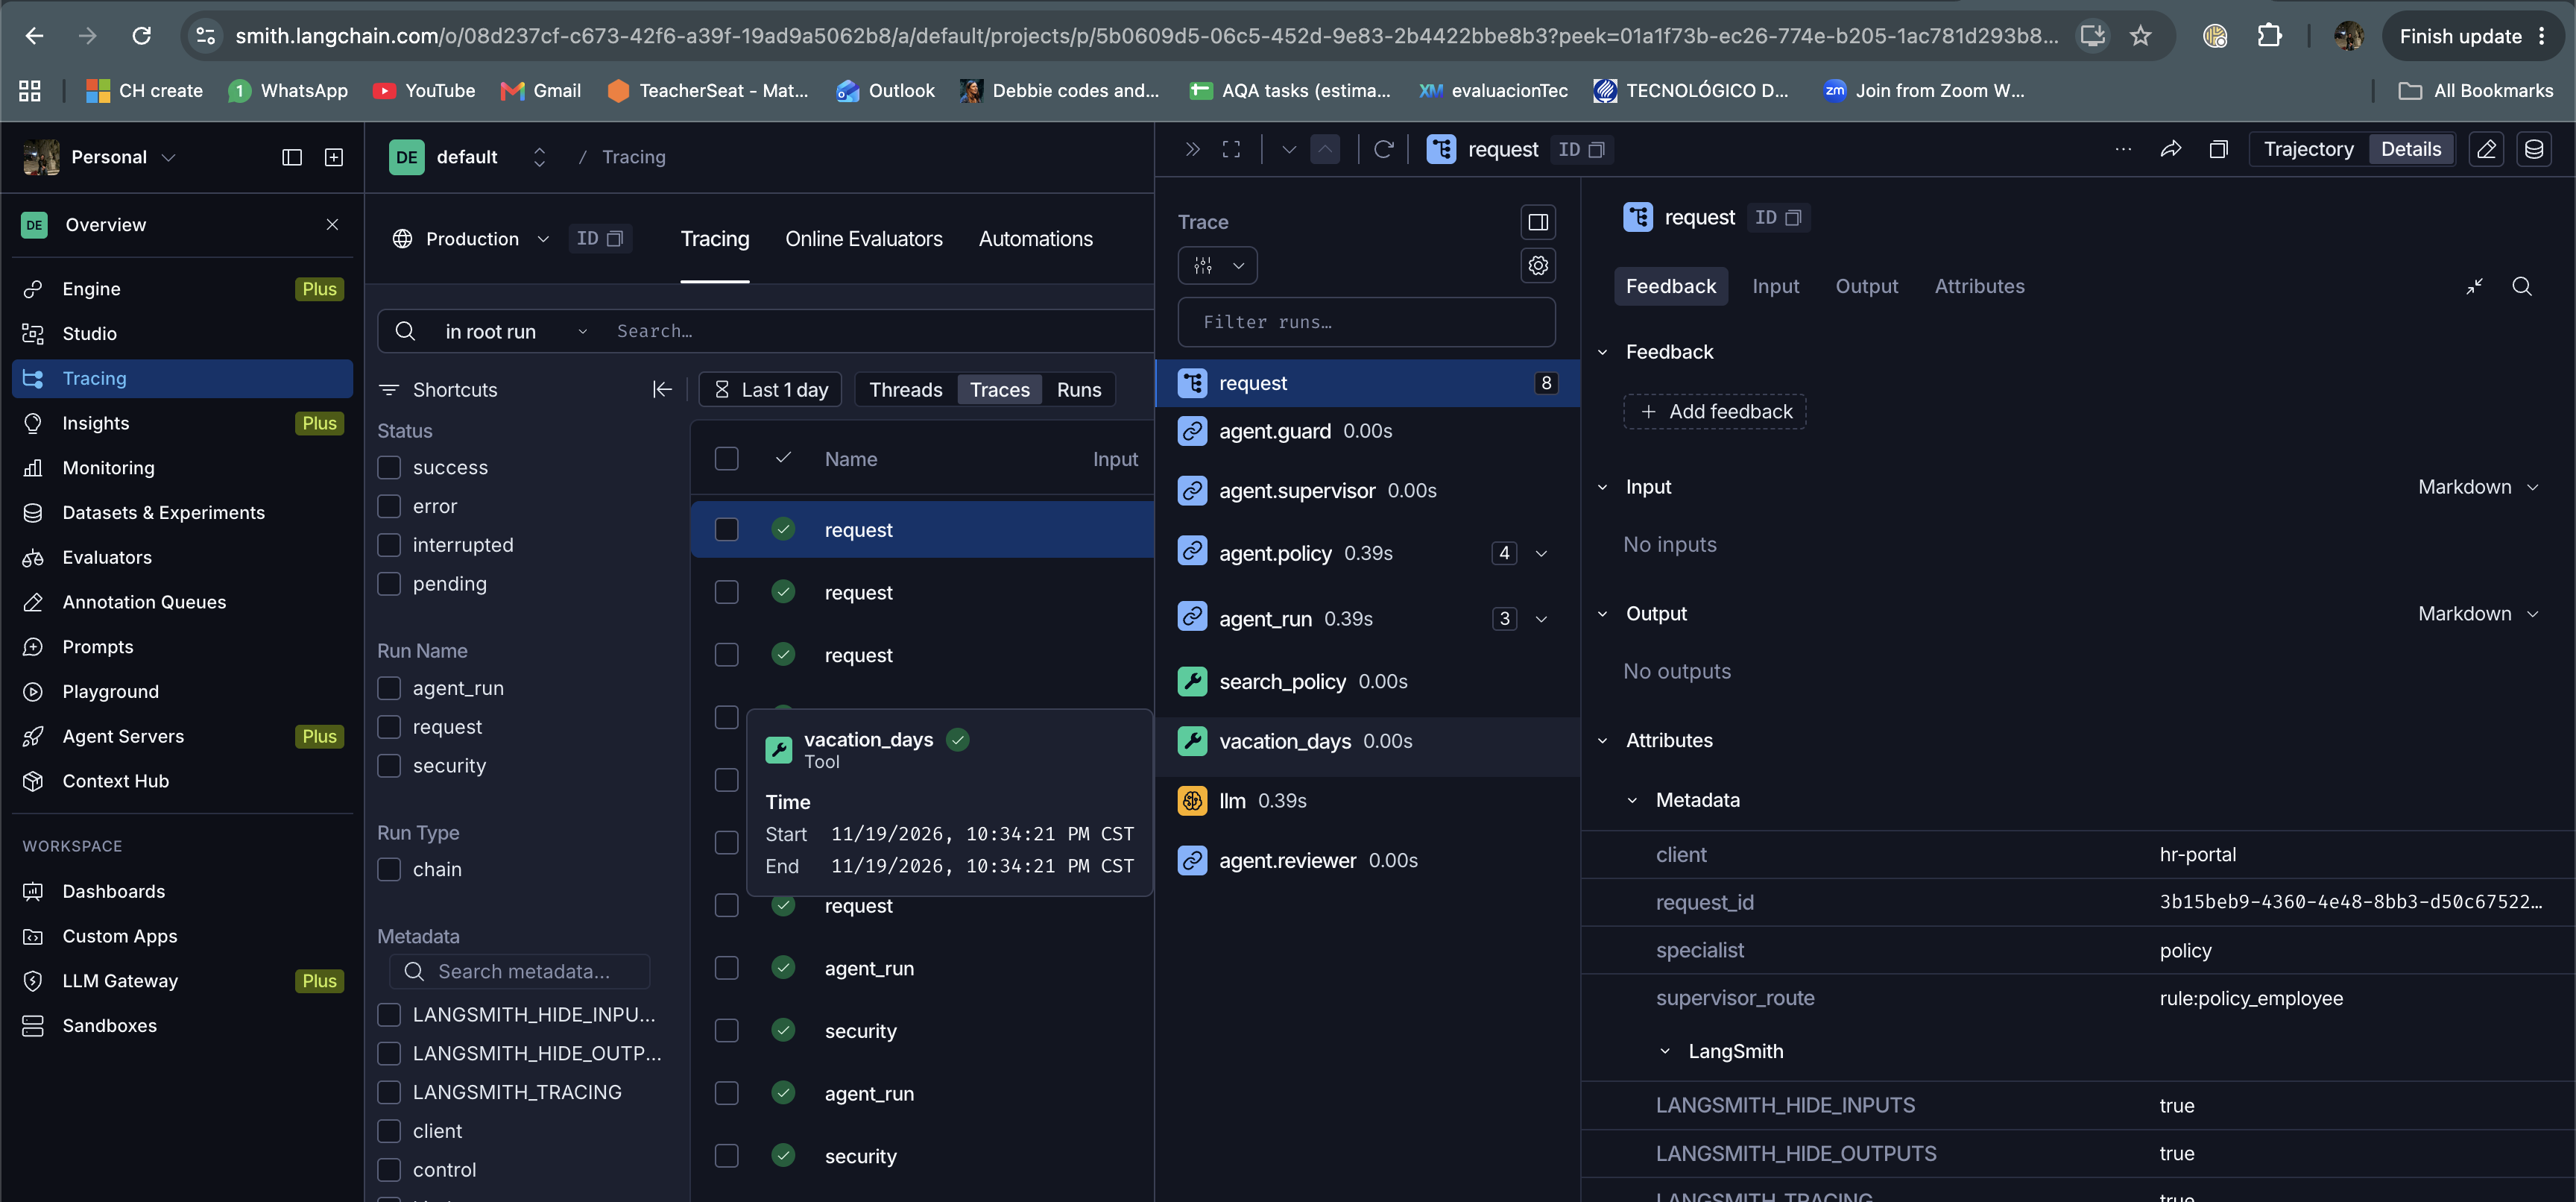 smith.langchain.com/o/08d237cf-c673-42f6-a39f-19ad9a5062b8/a/default/projects/p/5b0609d5-06c5-452d-9e83-2b4422bbe8b3?peek=01a1f73b-ec26-774e-b205-1ac781d293b8...
Finish update
CH create
1 WhatsApp
YouTube
Gmail
TeacherSeat - Mat...
Outlook
Debbie codes and...
AQA tasks (estima...
XM evaluacionTec
TECNOLÓGICO D...
zm Join from Zoom W...
All Bookmarks
Personal
DE Overview
Engine Plus
Studio
Tracing
Insights Plus
Monitoring
Datasets & Experiments
Evaluators
Annotation Queues
Prompts
Playground
Agent Servers Plus
Context Hub
WORKSPACE
Dashboards
Custom Apps
LLM Gateway Plus
Sandboxes
DE default / Tracing
Production ID Tracing Online Evaluators Automations
in root run Search...
Shortcuts
Status
success
error
interrupted
pending
Run Name
agent_run
request
security
Run Type
chain
Metadata
Search metadata...
LANGSMITH_HIDE_INPU...
LANGSMITH_HIDE_OUTP...
LANGSMITH_TRACING
client
control
Last 1 day Threads Traces Runs
Name Input
request
request
request
vacation_days
Tool
Time
Start 11/19/2026, 10:34:21 PM CST
End 11/19/2026, 10:34:21 PM CST
request
agent_run
security
agent_run
security
request ID
Trajectory Details
Trace
Filter runs...
request 8
agent.guard 0.00s
agent.supervisor 0.00s
agent.policy 0.39s 4
agent_run 0.39s 3
search_policy 0.00s
vacation_days 0.00s
llm 0.39s
agent.reviewer 0.00s
request ID
Feedback Input Output Attributes
Feedback
+ Add feedback
Input Markdown
No inputs
Output Markdown
No outputs
Attributes
Metadata
client hr-portal
request_id 3b15beb9-4360-4e48-8bb3-d50c67522...
specialist policy
supervisor_route rule:policy_employee
LangSmith
LANGSMITH_HIDE_INPUTS true
LANGSMITH_HIDE_OUTPUTS true
LANGSMITH_TRACING true